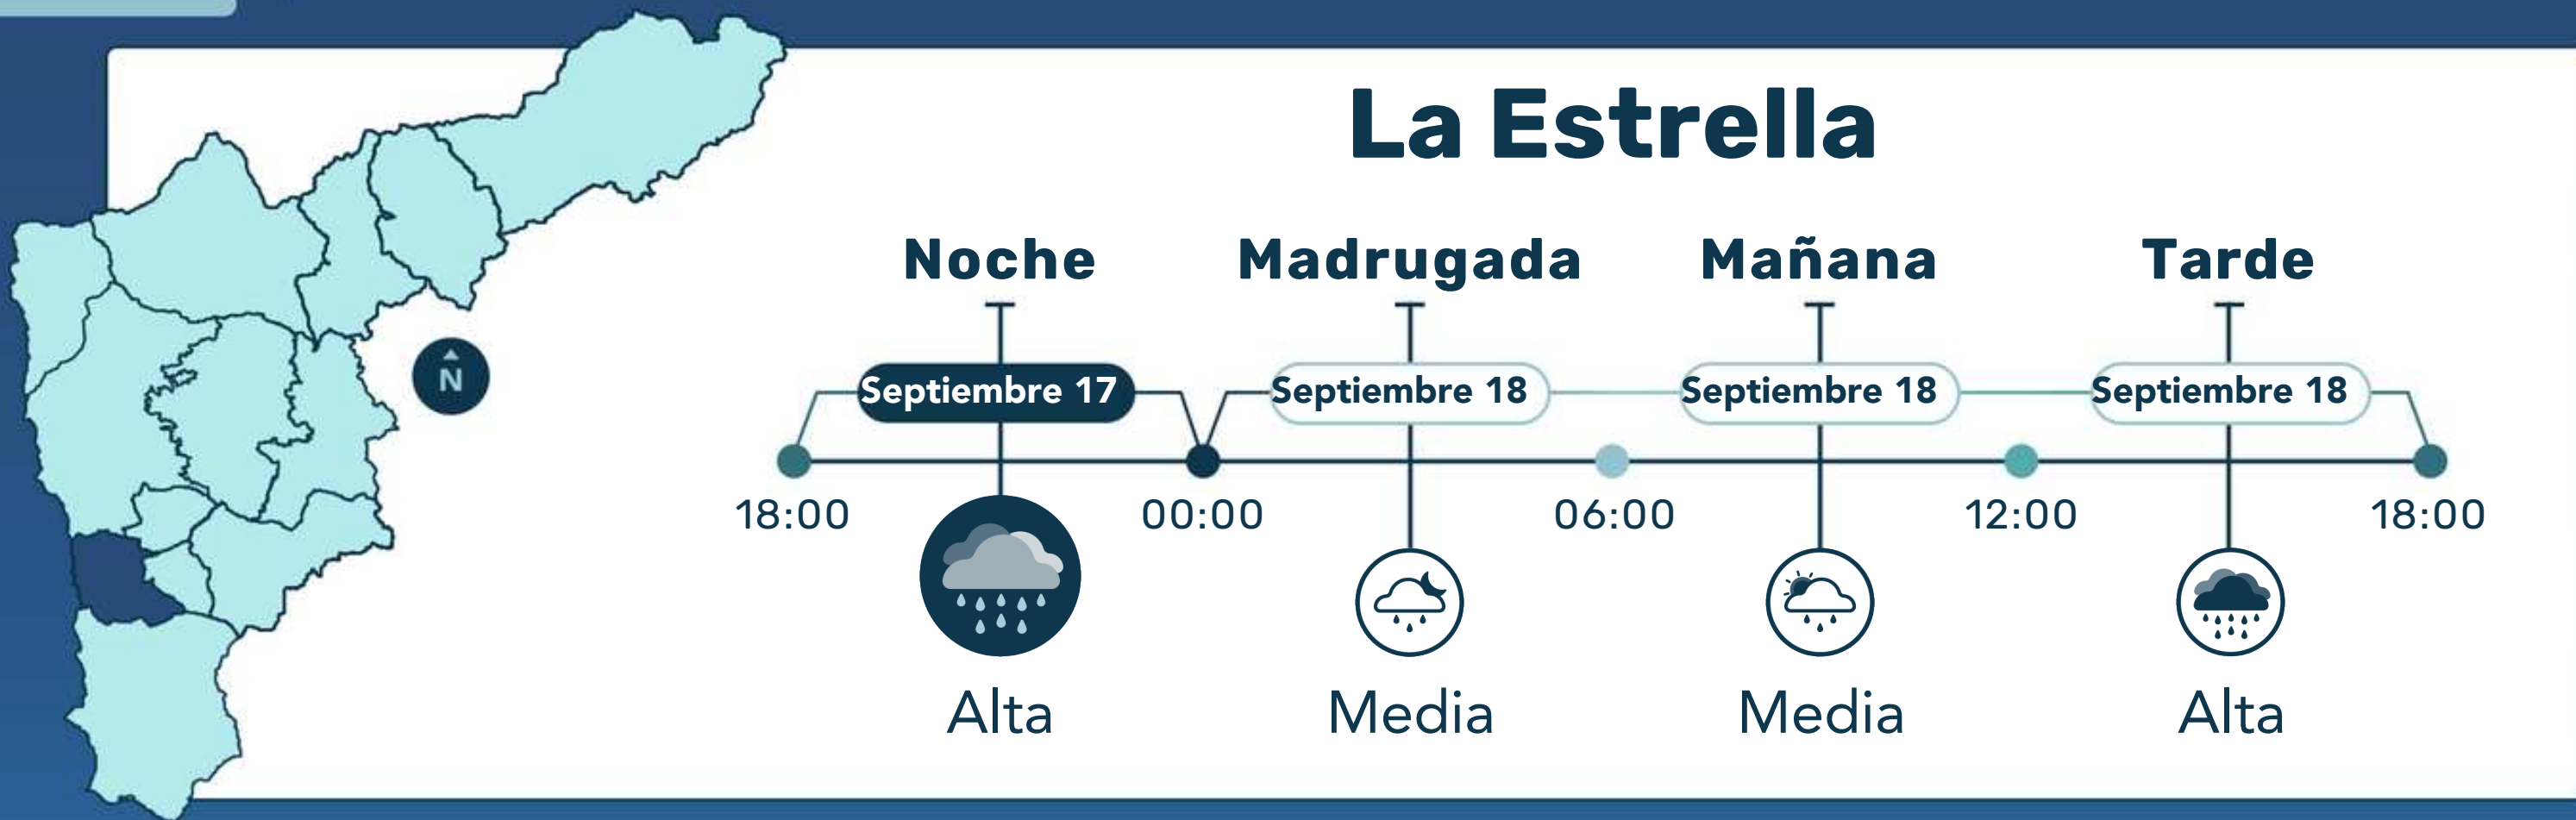 La Estrella
Noche Madrugada Mañana Tarde
N
Septiembre 17 Septiembre 18 Septiembre 18 Septiembre 18
18:00 00:00 06:00 12:00 18:00
Alta Media Media Alta